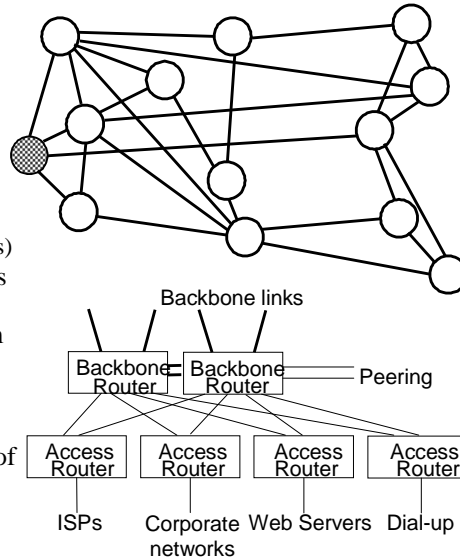 s)
s
Backbone links
n
Backbone Router
Backbone Router
Peering
of
Access Router
Access Router
Access Router
Access Router
ISPs
Corporate networks
Web Servers
Dial-up